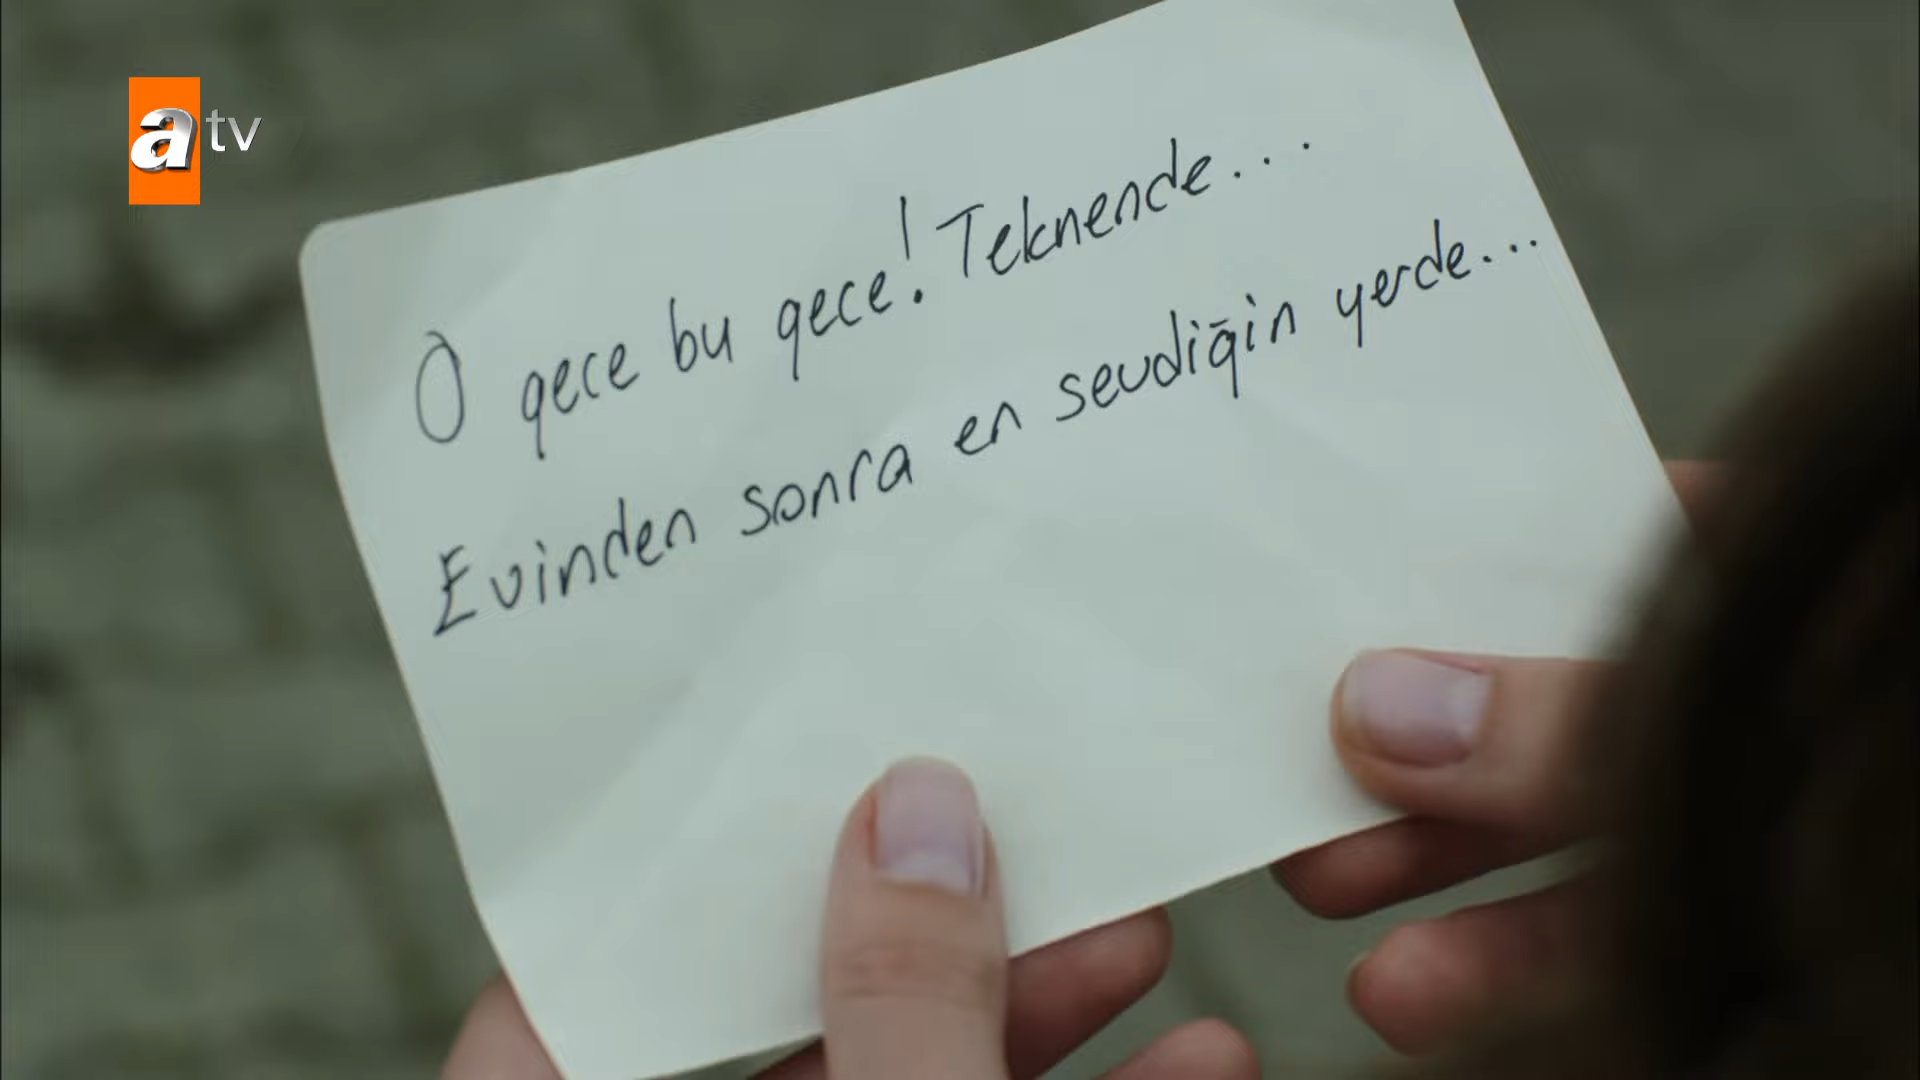 atv
O gece bu gece! Teknende...
Evinden sonra en sevdiğin yerde...